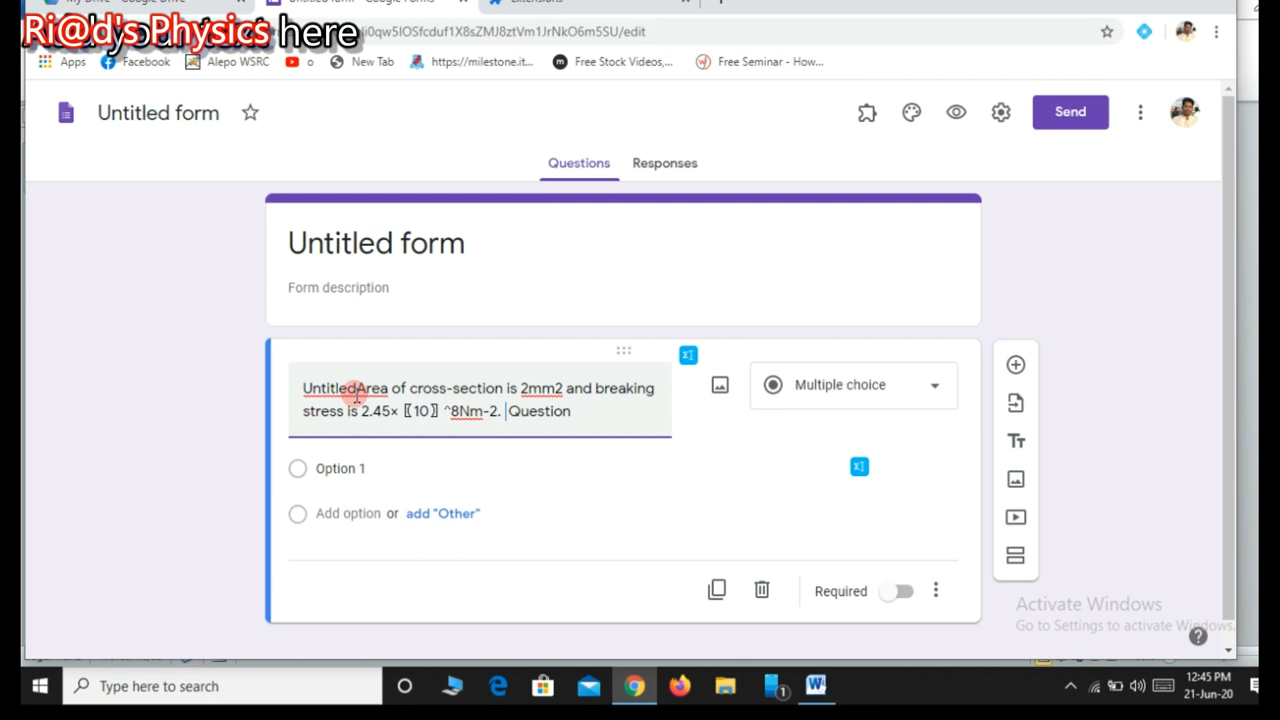 Ri@d's Physics here
i0qw5IOSfcduf1X8sZMJ8ztVm1JrNkO6m5SU/edit
Apps Facebook Alepo WSRC o New Tab https://milestone.it... Free Stock Videos,... Free Seminar - How...
Untitled form
Send
Questions Responses
Untitled form
Form description
UntitledArea of cross-section is 2mm2 and breaking
stress is 2.45× 〖10〗 ^8Nm-2. Question
Multiple choice
Option 1
Add option or add "Other"
Required
Activate Windows
Go to Settings to activate Windows.
Type here to search
12:45 PM
21-Jun-20